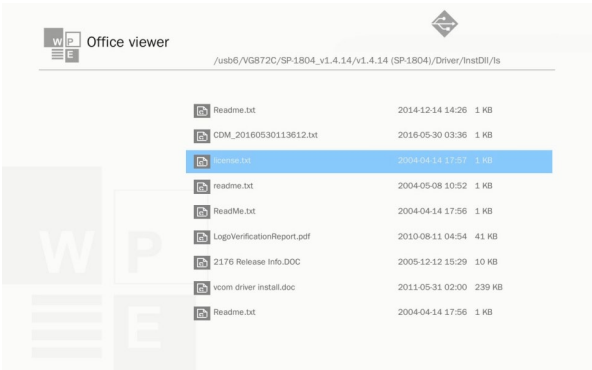 W P E Office viewer
/usb6/VG872C/SP-1804_v1.4.14/v1.4.14 (SP-1804)/Driver/InstDll/Is
Readme.txt 2014-12-14 14:26 1 KB
CDM_20160530113612.txt 2016-05-30 03:36 1 KB
license.txt 2004-04-14 17:57 1 KB
readme.txt 2004-05-08 10:52 1 KB
ReadMe.txt 2004-04-14 17:56 1 KB
LogoVerificationReport.pdf 2010-08-11 04:54 41 KB
2176 Release Info.DOC 2005-12-12 15:29 10 KB
vcom driver install.doc 2011-05-31 02:00 239 KB
Readme.txt 2004-04-14 17:56 1 KB
W P
E